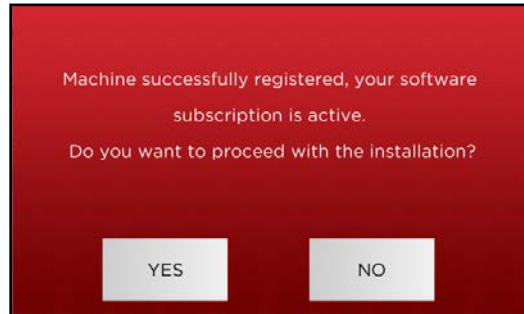 Machine successfully registered, your software
subscription is active.
Do you want to proceed with the installation?
YES
NO